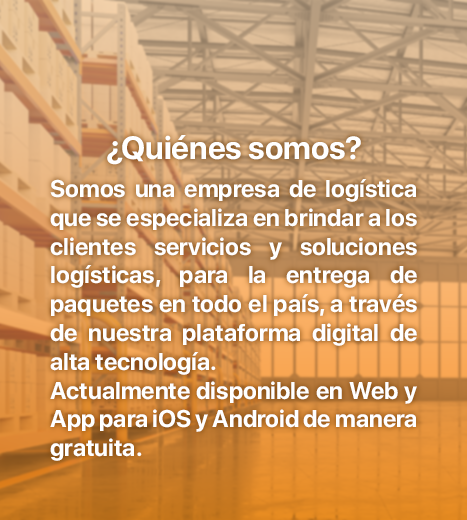 ¿Quiénes somos?
Somos una empresa de logística
que se especializa en brindar a los
clientes servicios y soluciones
logísticas, para la entrega de
paquetes en todo el país, a través
de nuestra plataforma digital de
alta tecnología.
Actualmente disponible en Web y
App para iOS y Android de manera
gratuita.